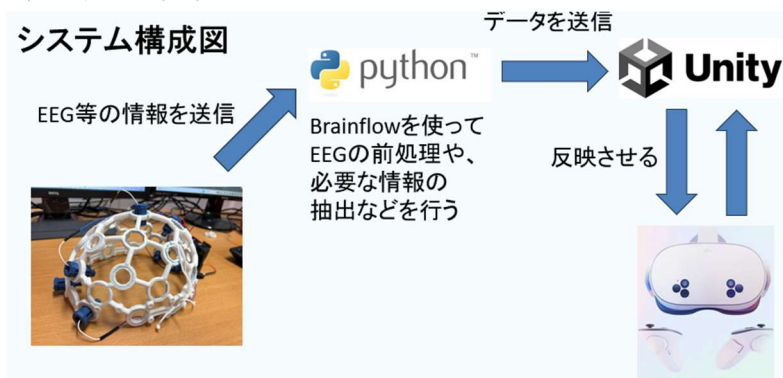 システム構成図
データを送信
EEG等の情報を送信
python™
Unity
Brainflowを使って
EEGの前処理や、
必要な情報の
抽出などを行う
反映させる